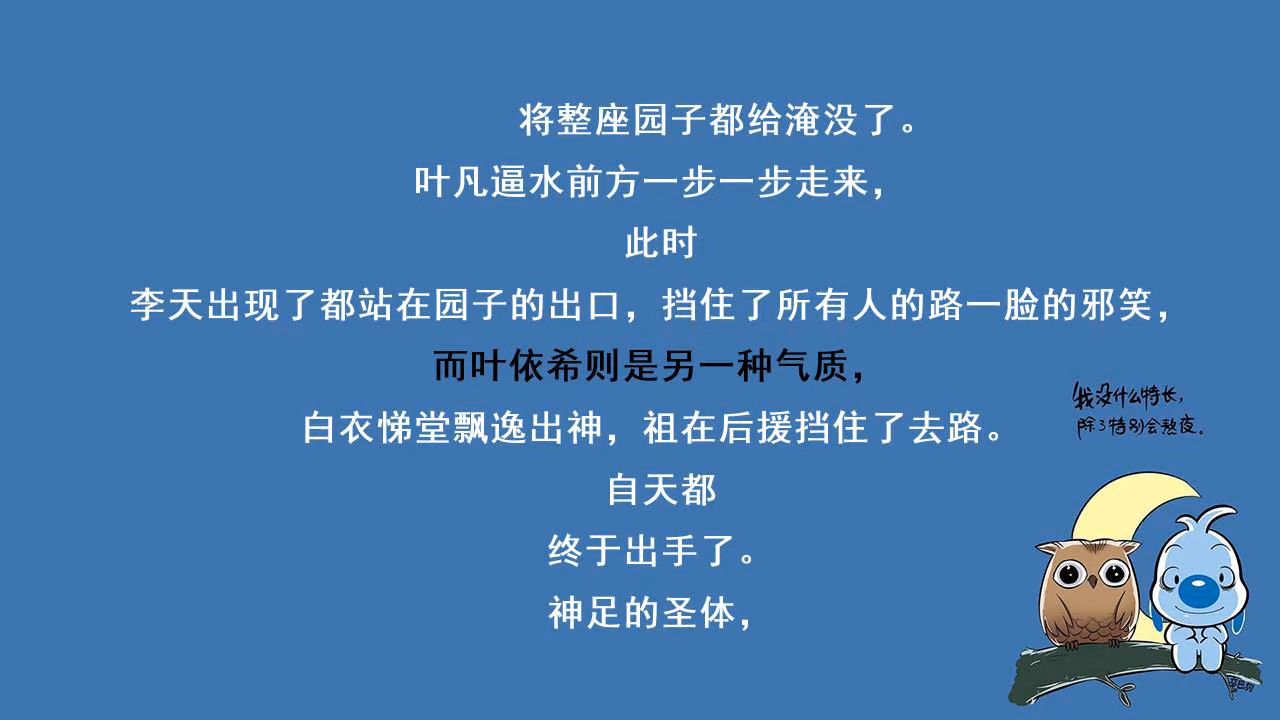 将整座园子都给淹没了。
叶凡逼水前方一步一步走来，
此时
李天出现了都站在园子的出口，挡住了所有人的路一脸的邪笑，
而叶依希则是另一种气质，
白衣悌堂飘逸出神，祖在后援挡住了去路。
自天都
终于出手了。
神足的圣体，
我没什么特长，
除了特别会熬夜。